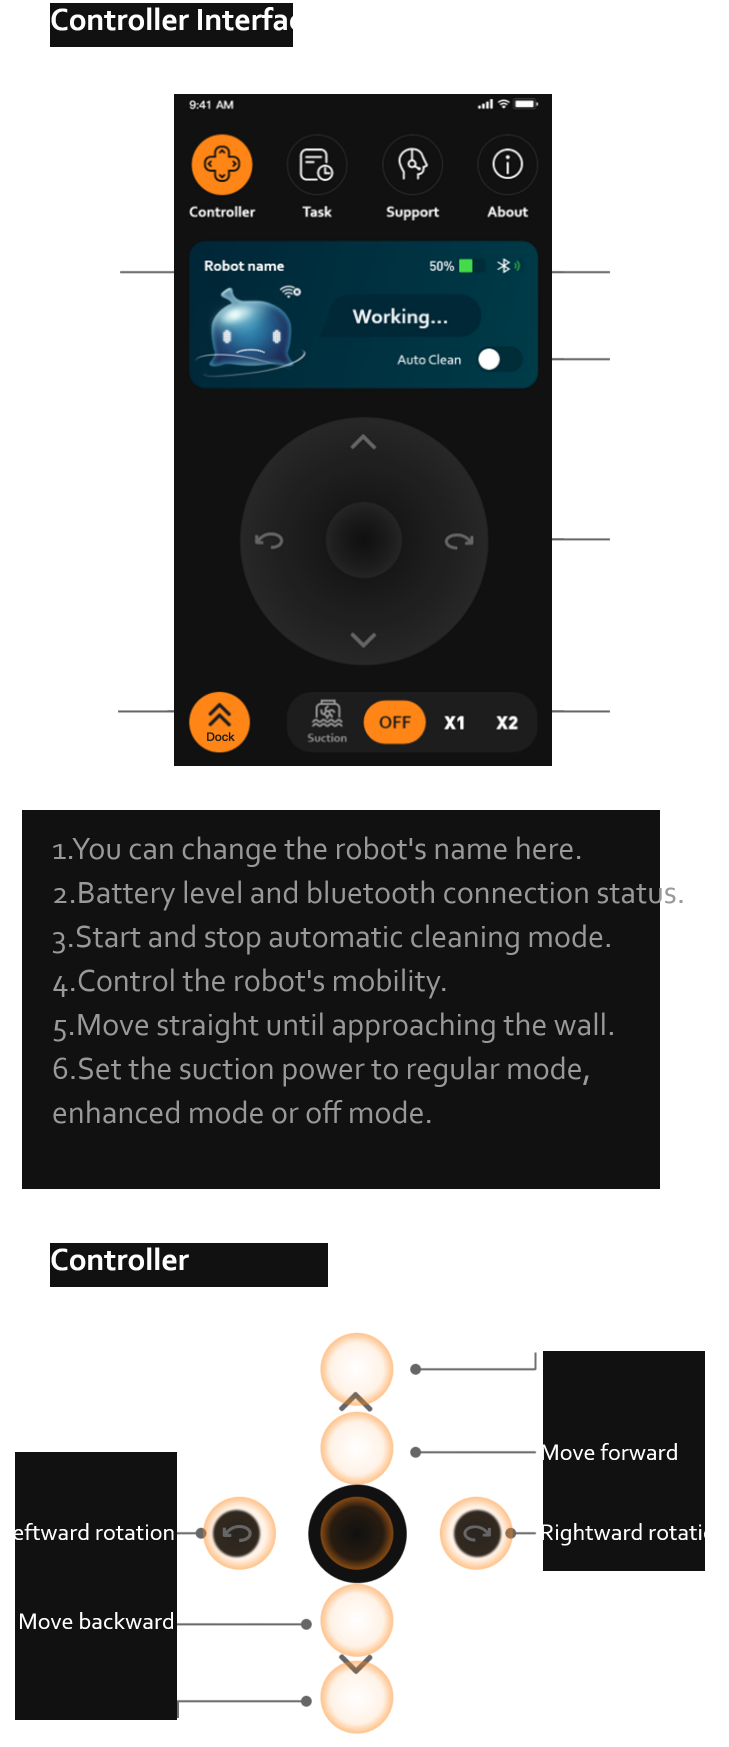 Controller Interfac
9:41 AM
Controller Task Support About
Robot name 50%
Working...
Auto Clean
Dock
Suction OFF X1 X2
1.You can change the robot's name here.
2.Battery level and bluetooth connection status.
3.Start and stop automatic cleaning mode.
4.Control the robot's mobility.
5.Move straight until approaching the wall.
6.Set the suction power to regular mode,
enhanced mode or off mode.
Controller
Move forward
eftward rotation
Rightward rotati
Move backward